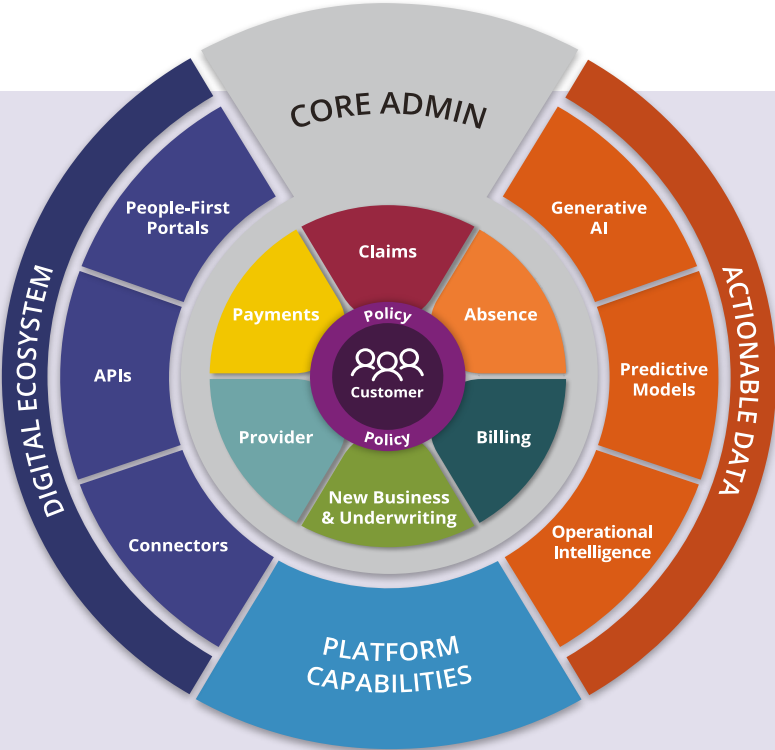 CORE ADMIN
People-First
Portals
Generative
AI
Claims
Payments
Absence
Policy
DIGITAL ECOSYSTEM
APIs
Customer
Predictive
Models
ACTIONABLE DATA
Provider
Policy
Billing
New Business
& Underwriting
Connectors
Operational
Intelligence
PLATFORM
CAPABILITIES